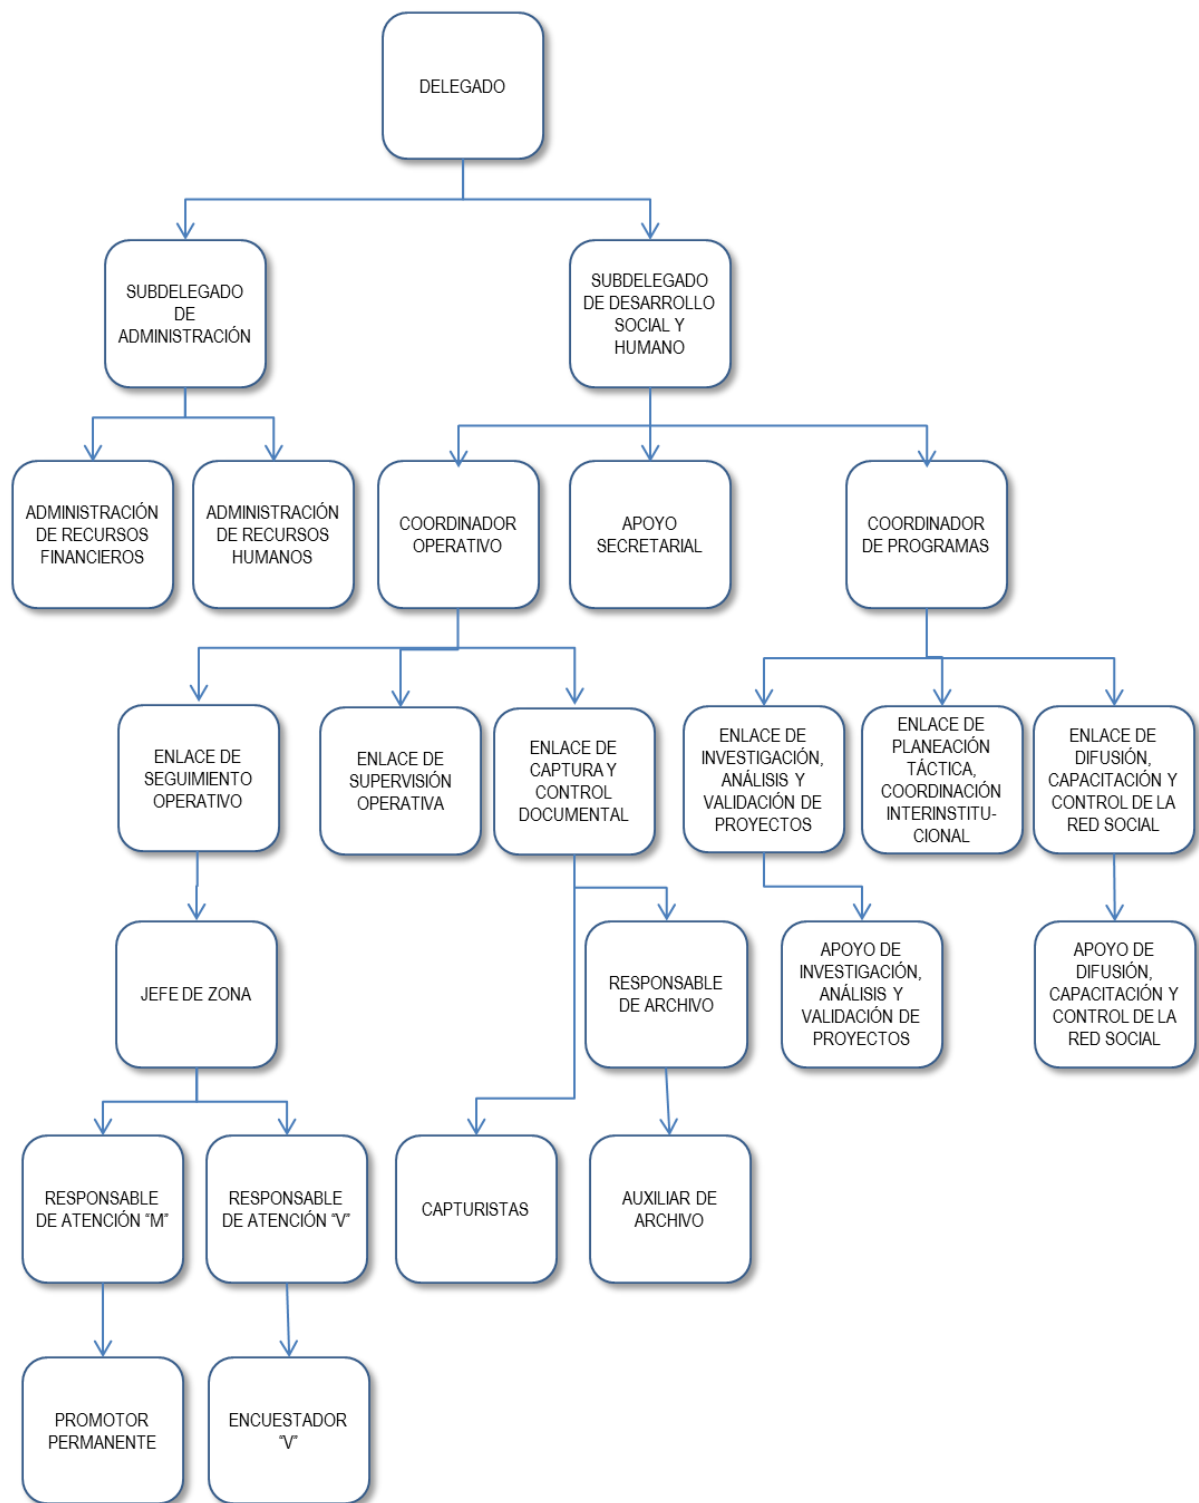 DELEGADO
SUBDELEGADO
DE
ADMINISTRACIÓN
SUBDELEGADO
DE DESARROLLO
SOCIAL Y
HUMANO
ADMINISTRACIÓN
DE RECURSOS
FINANCIEROS
ADMINISTRACIÓN
DE RECURSOS
HUMANOS
COORDINADOR
OPERATIVO
APOYO
SECRETARIAL
COORDINADOR
DE PROGRAMAS
ENLACE DE
SEGUIMIENTO
OPERATIVO
ENLACE DE
SUPERVISIÓN
OPERATIVA
ENLACE DE
CAPTURA Y
CONTROL
DOCUMENTAL
ENLACE DE
INVESTIGACIÓN,
ANÁLISIS Y
VALIDACIÓN DE
PROYECTOS
ENLACE DE
PLANEACIÓN
TÁCTICA,
COORDINACIÓN
INTERINSTITU-
CIONAL
ENLACE DE
DIFUSIÓN,
CAPACITACIÓN Y
CONTROL DE LA
RED SOCIAL
JEFE DE ZONA
RESPONSABLE
DE ARCHIVO
APOYO DE
INVESTIGACIÓN,
ANÁLISIS Y
VALIDACIÓN DE
PROYECTOS
APOYO DE
DIFUSIÓN,
CAPACITACIÓN Y
CONTROL DE LA
RED SOCIAL
RESPONSABLE
DE ATENCIÓN “M”
RESPONSABLE
DE ATENCIÓN “V”
CAPTURISTAS
AUXILIAR DE
ARCHIVO
PROMOTOR
PERMANENTE
ENCUESTADOR
“V”